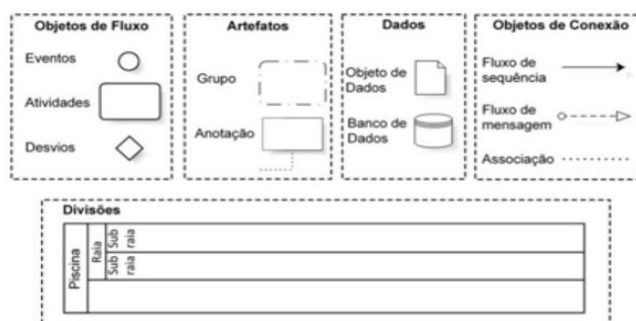 Objetos de Fluxo
Eventos
Atividades
Desvios
Artefatos
Grupo
Anotação
Dados
Objeto de
Dados
Banco de
Dados
Objetos de Conexão
Fluxo de
sequência
Fluxo de
mensagem
Associação
Divisões
Piscina
Raia
Sub
raia
Sub
raia